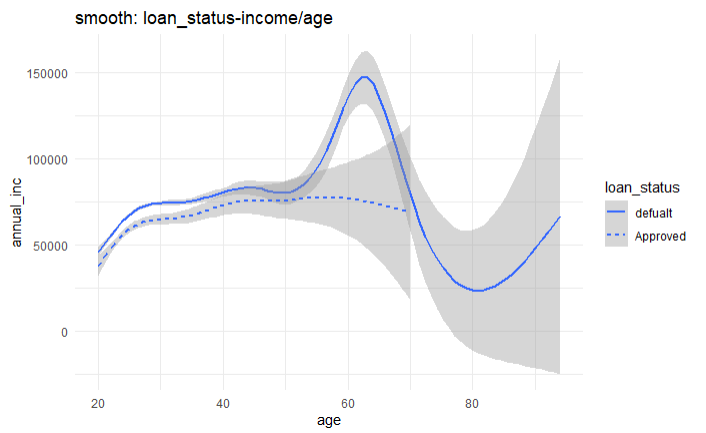 smooth: loan_status-income/age
150000
100000
50000
0
annual_inc
20
40
60
80
age
loan_status
defualt
Approved